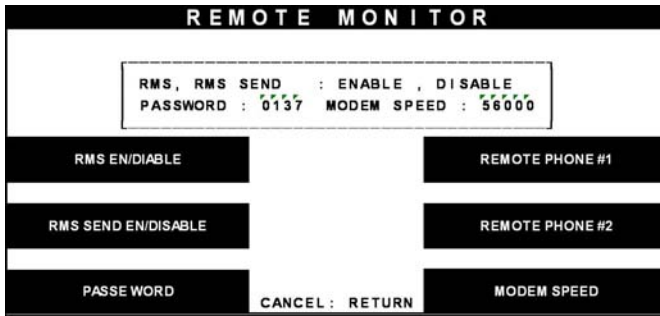 REMOTE MONITOR
RMS, RMS SEND : ENABLE , DISABLE
PASSWORD : 0137 MODEM SPEED : 56000
RMS EN/DIABLE
REMOTE PHONE #1
RMS SEND EN/DISABLE
REMOTE PHONE #2
PASSE WORD
CANCEL: RETURN
MODEM SPEED